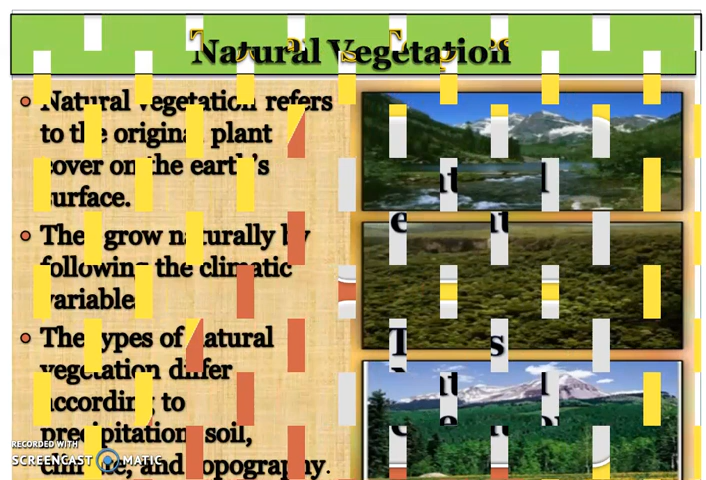 Natural Vegetation
Natural vegetation refers
to the original plant
cover on the earth's
surface.
They grow naturally by
following the climatic
variables
The types of natural
vegetation differ
according to
precipitation, soil,
climate, and topography.
RECORDED WITH
SCREENCAST MATIC